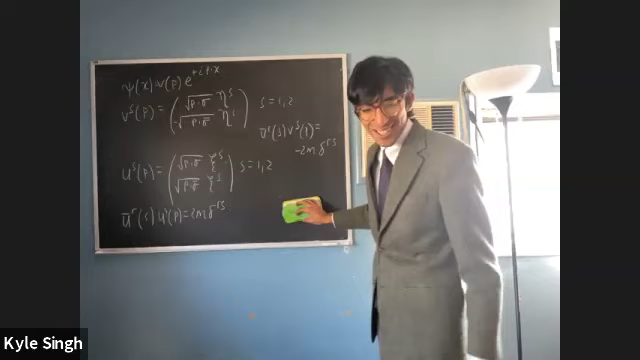 ψ(x) = v(p) e^{+ip·x}
v^s(p) = ( √p·σ η^s
-√p·σ̄ η^s ) s = 1,2
v̄^r(p) v^s(p) =
-2m δ^{rs}
u^s(p) = ( √p·σ ξ^s
√p·σ̄ ξ^s ) s = 1,2
ū^r(p) u^s(p) = 2m δ^{rs}
Kyle Singh